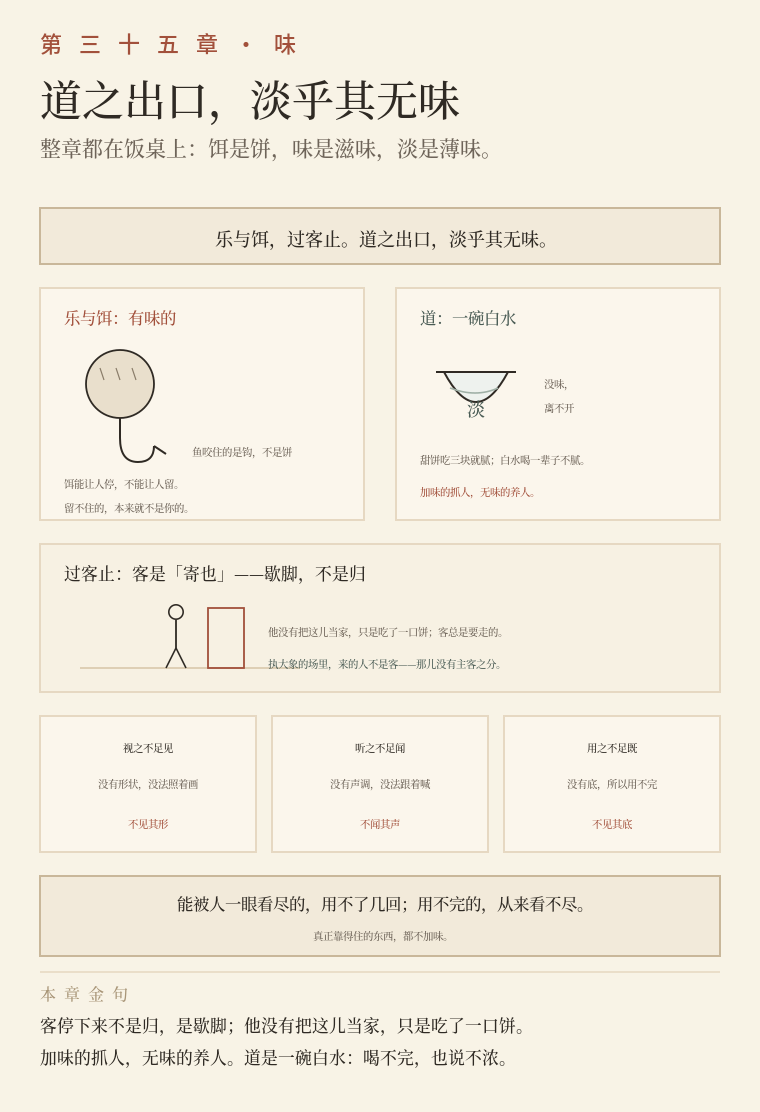 第三十五章·味
道之出口，淡乎其无味
整章都在饭桌上：饵是饼，味是滋味，淡是薄味。
乐与饵，过客止。道之出口，淡乎其无味。
乐与饵：有味的
鱼咬住的是钩，不是饼
饵能让人停，不能让人留。
留不住的，本来就不是你的。
道：一碗白水
淡
没味，
离不开
甜饼吃三块就腻；白水喝一辈子不腻。
加味的抓人，无味的养人。
过客止：客是「寄也」——歇脚，不是归
他没有把这儿当家，只是吃了一口饼；客总是要走的。
执大象的场里，来的人不是客——那儿没有主客之分。
视之不足见
没有形状，没法照着画
不见其形
听之不足闻
没有声调，没法跟着喊
不闻其声
用之不足既
没有底，所以用不完
不见其底
能被人一眼看尽的，用不了几回；用不完的，从来看不尽。
真正靠得住的东西，都不加味。
本章金句
客停下来不是归，是歇脚；他没有把这儿当家，只是吃了一口饼。
加味的抓人，无味的养人。道是一碗白水：喝不完，也说不浓。